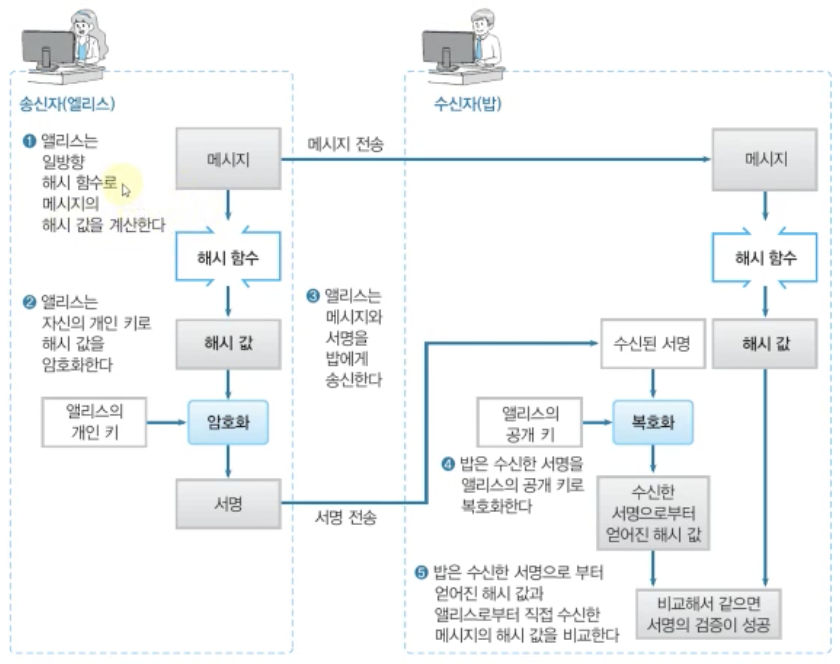 송신자(엘리스)
수신자(밥)
❶ 앨리스는
일방향
해시 함수로
메시지의
해시 값을 계산한다
메시지
메시지 전송
메시지
해시 함수
해시 함수
❷ 앨리스는
자신의 개인 키로
해시 값을
암호화한다
해시 값
❸ 앨리스는
메시지와
서명을
밥에게
송신한다
수신된 서명
해시 값
앨리스의
개인 키
암호화
앨리스의
공개 키
복호화
❹ 밥은 수신한 서명을
앨리스의 공개 키로
복호화한다
서명
서명 전송
수신한
서명으로부터
얻어진 해시 값
❺ 밥은 수신한 서명으로 부터
얻어진 해시 값과
앨리스로부터 직접 수신한
메시지의 해시 값을 비교한다
비교해서 같으면
서명의 검증이 성공